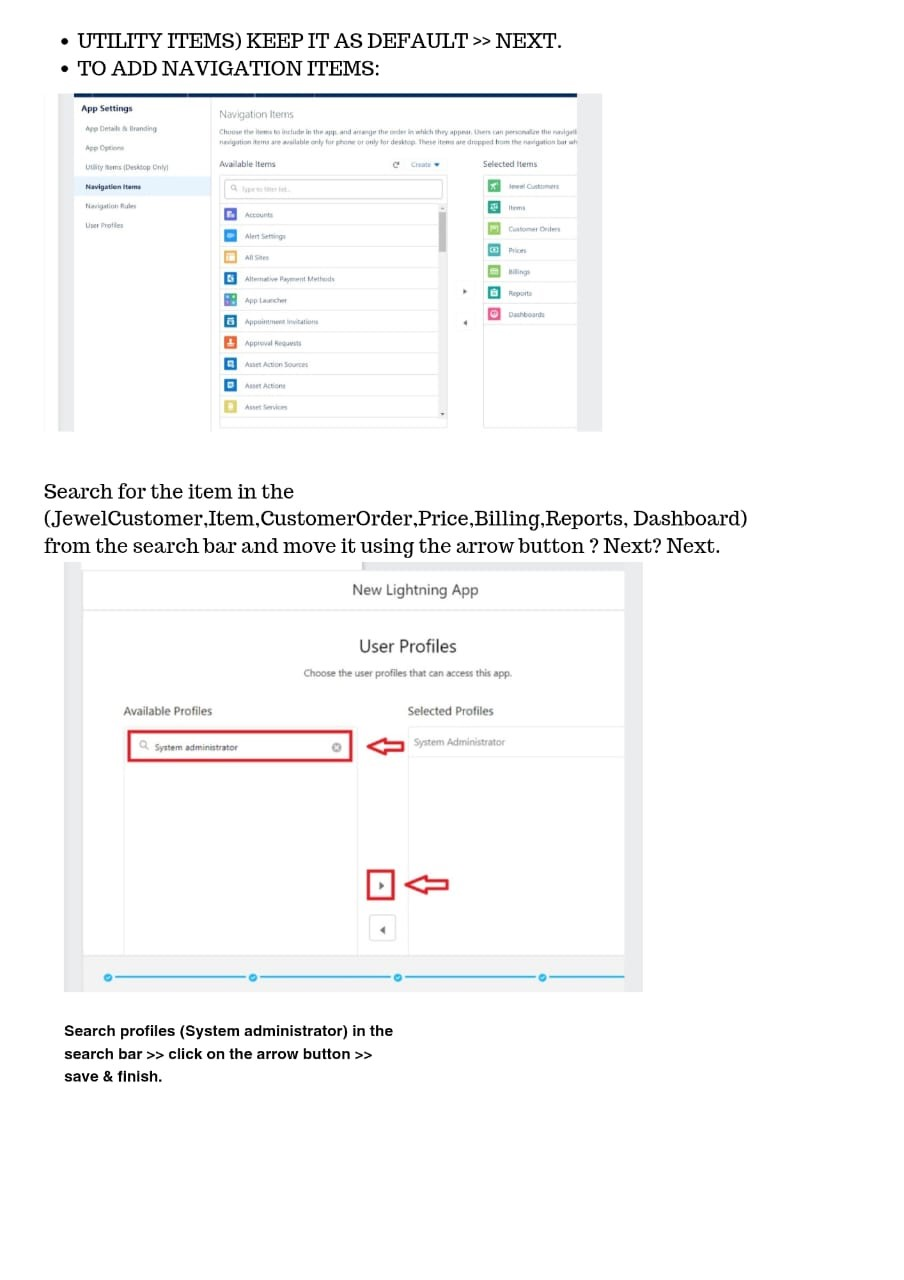 • UTILITY ITEMS) KEEP IT AS DEFAULT >> NEXT.
• TO ADD NAVIGATION ITEMS:
App Settings
App Details & Branding
App Options
Utility Items (Desktop Only)
Navigation Items
Navigation Rules
User Profiles
Navigation Items
Choose the items to include in the app, and arrange the order in which they appear. Users can personalize the navigati
navigation items are available only for phone or only for desktop. These items are dropped from the navigation bar wh
Available Items
Create
Type to filter list...
Accounts
Alert Settings
All Sites
Alternative Payment Methods
App Launcher
Appointment Invitations
Approval Requests
Asset Action Sources
Asset Actions
Asset Services
Selected Items
Jewel Customers
Items
Customer Orders
Prices
Billings
Reports
Dashboards
Search for the item in the
(JewelCustomer,Item,CustomerOrder,Price,Billing,Reports, Dashboard)
from the search bar and move it using the arrow button ? Next? Next.
New Lightning App
User Profiles
Choose the user profiles that can access this app.
Available Profiles
System administrator
Selected Profiles
System Administrator
Search profiles (System administrator) in the
search bar >> click on the arrow button >>
save & finish.